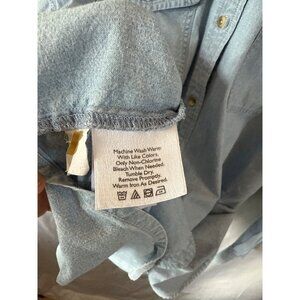 Machine Wash Warm
With Like Colors.
Only Non-Chlorine
Bleach When Needed.
Tumble Dry.
Remove Promptly.
Warm Iron As Desired.